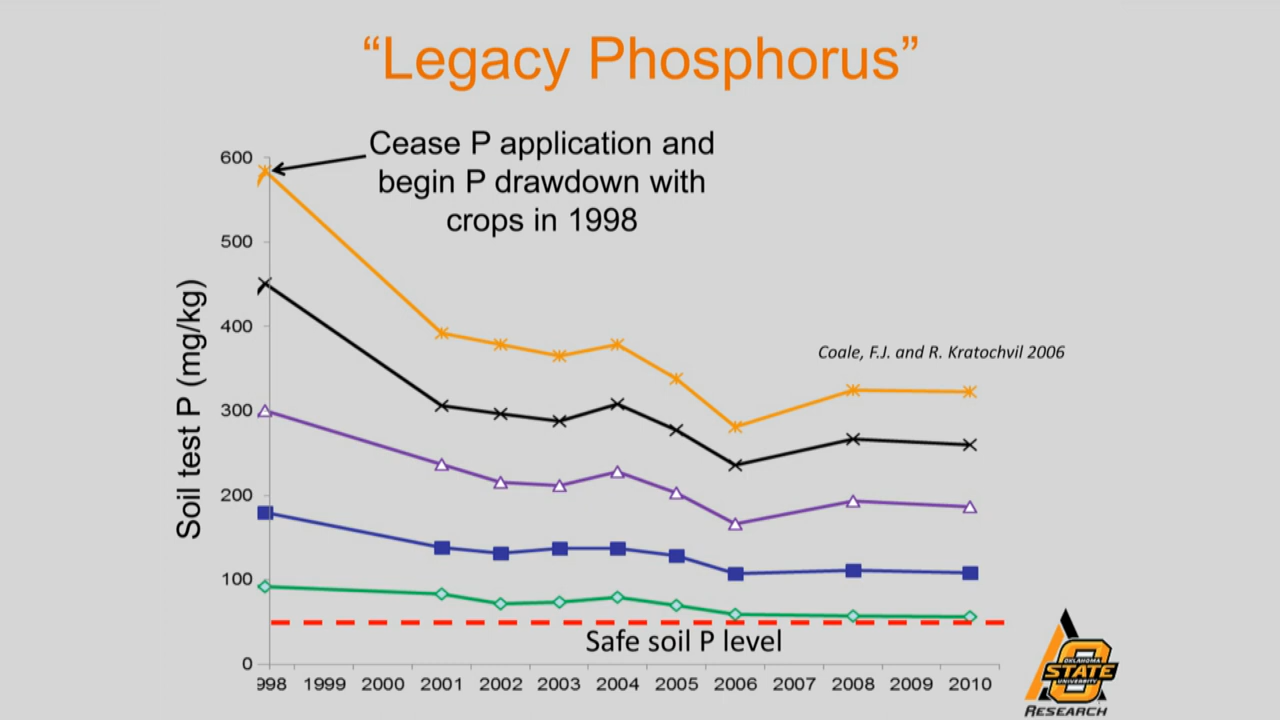 “Legacy Phosphorus”
Cease P application and
begin P drawdown with
crops in 1998
600
500
400
300
200
100
0
Soil test P (mg/kg)
Coale, F.J. and R. Kratochvil 2006
Safe soil P level
998 1999 2000 2001 2002 2003 2004 2005 2006 2007 2008 2009 2010
OKLAHOMA
STATE
UNIVERSITY
RESEARCH